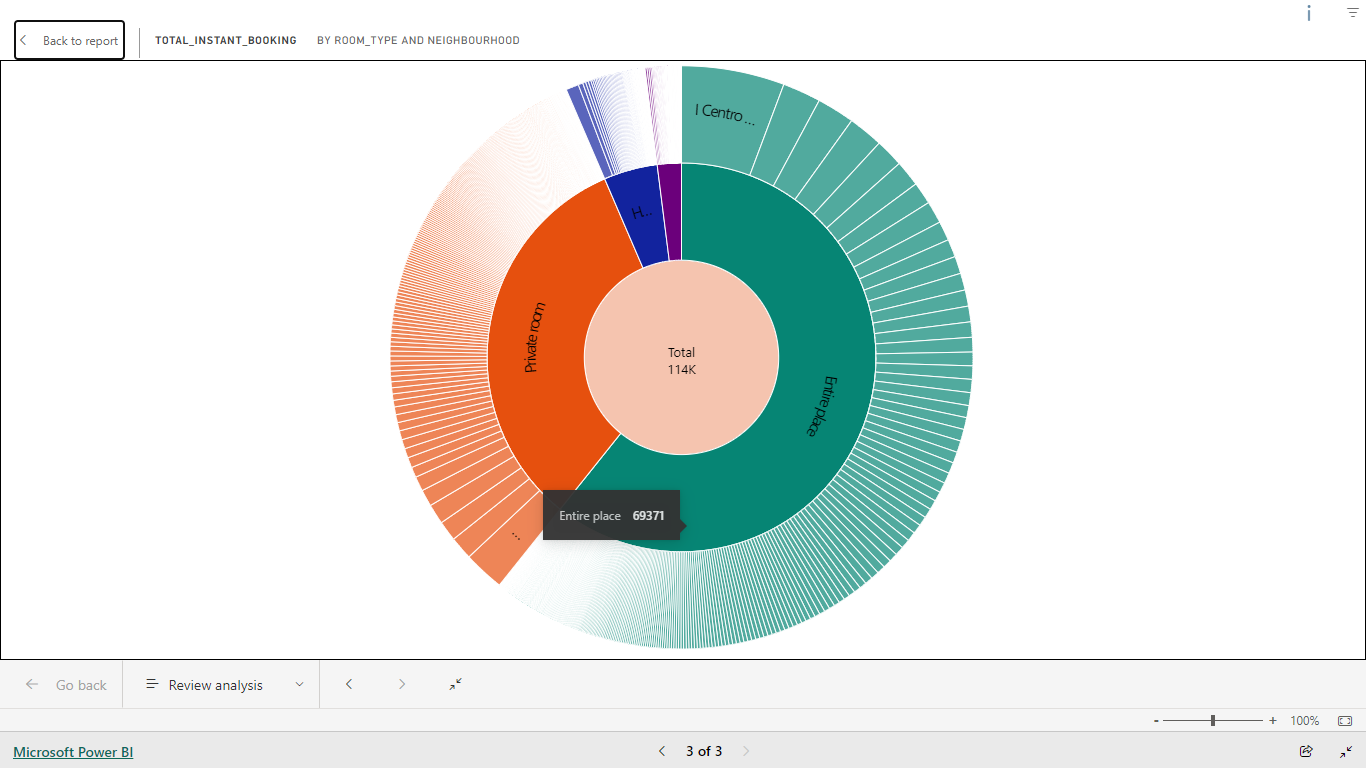 Back to report
TOTAL_INSTANT_BOOKING BY ROOM_TYPE AND NEIGHBOURHOOD
I Centro ...
H...
Private room
Total
114K
Entire place
Entire place 69371
...
Go back
Review analysis
- + 100%
Microsoft Power BI
3 of 3